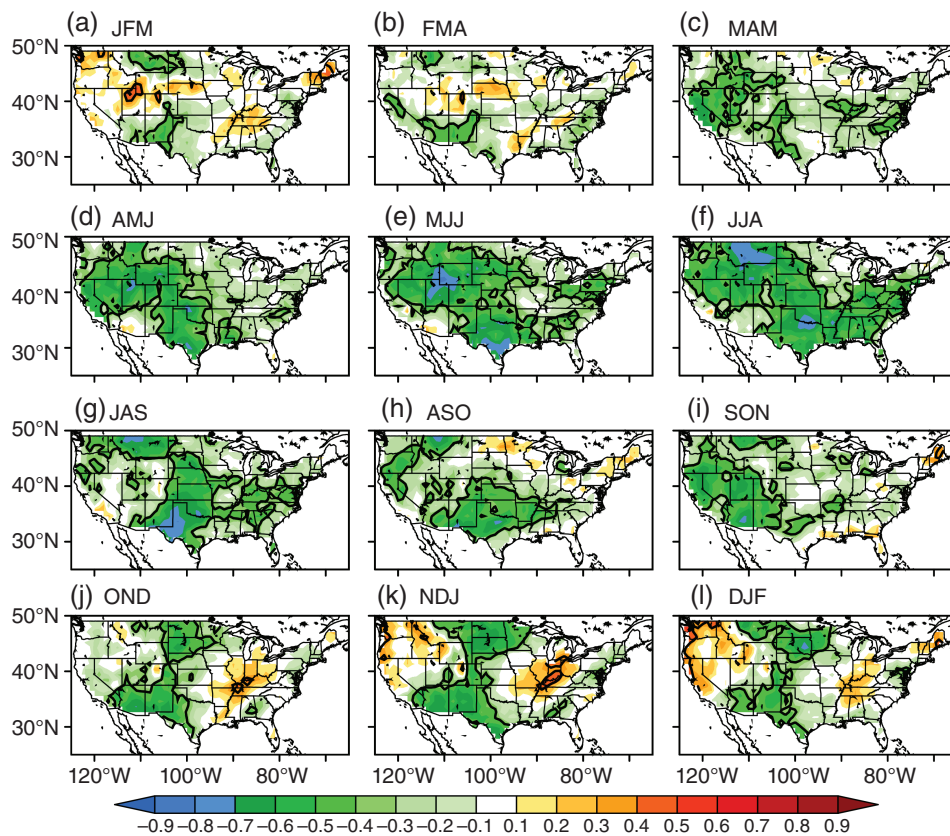 (a) JFM
(b) FMA
(c) MAM
50°N
40°N
30°N
(d) AMJ
(e) MJJ
(f) JJA
50°N
40°N
30°N
(g) JAS
(h) ASO
(i) SON
50°N
40°N
30°N
(j) OND
(k) NDJ
(l) DJF
50°N
40°N
30°N
120°W 100°W 80°W 120°W 100°W 80°W 120°W 100°W 80°W
−0.9 −0.8 −0.7 −0.6 −0.5 −0.4 −0.3 −0.2 −0.1 0.1 0.2 0.3 0.4 0.5 0.6 0.7 0.8 0.9